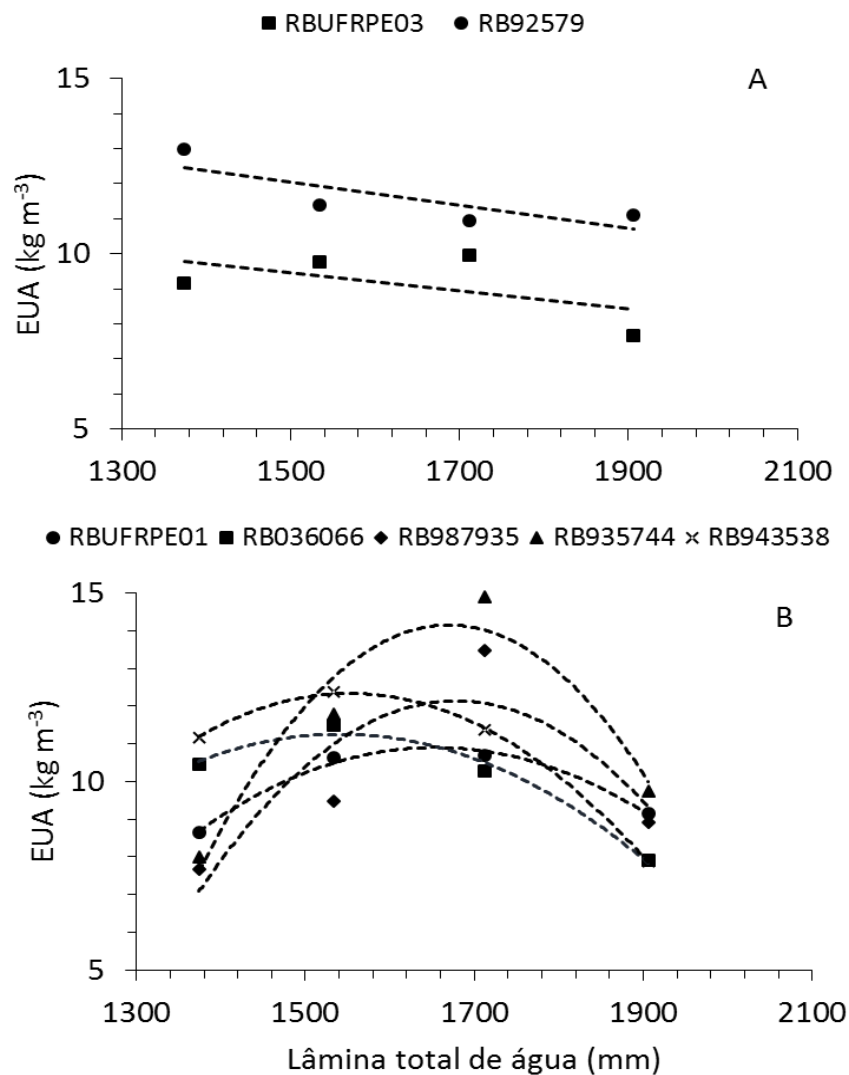 ■ RBUFRPE03 ● RB92579
A
15
10
5
EUA (kg m⁻³)
1300 1500 1700 1900 2100
● RBUFRPE01 ■ RB036066 ◆ RB987935 ▲ RB935744 × RB943538
B
15
10
5
EUA (kg m⁻³)
1300 1500 1700 1900 2100
Lâmina total de água (mm)